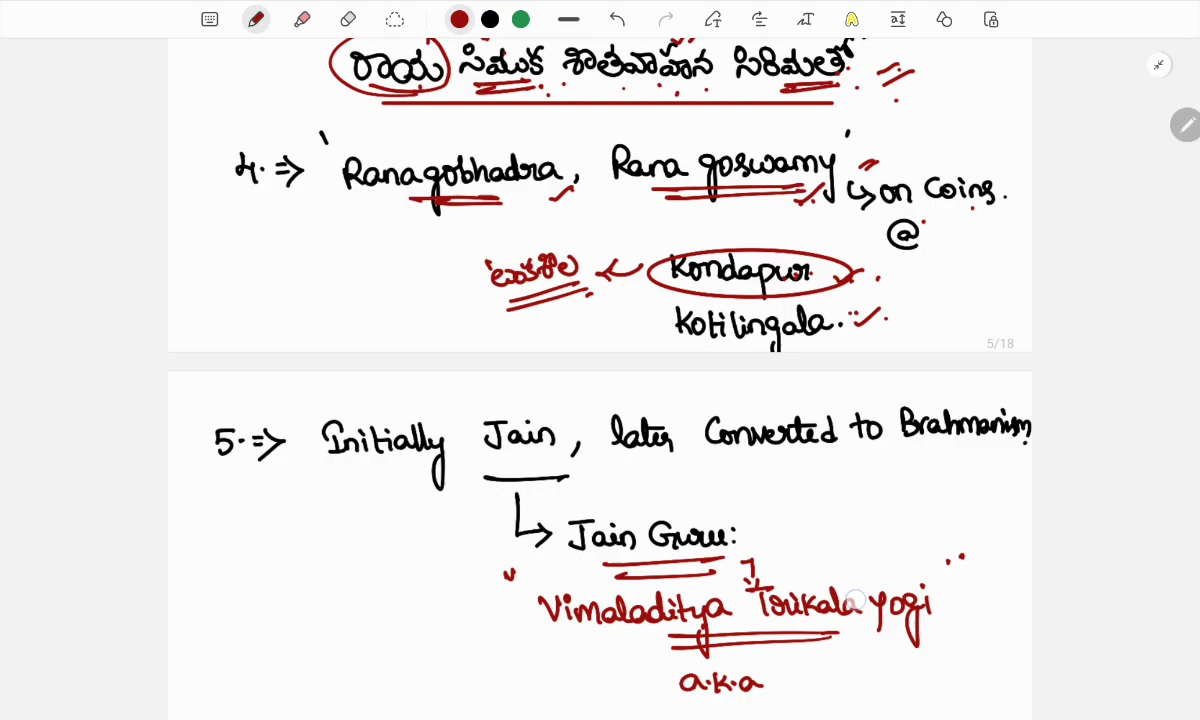 రాయ సిముక శాతవాహన సిరిమతో
4.⇒ 'Ranagobhadra, Rana goswamy'
↳ on Coins.
@
Kondapur
Kotilingala.
5/18
5.⇒ Initially Jain, later Converted to Brahmanism
↳ Jain Guru:
Vimaladitya Trikala yogi
a.k.a